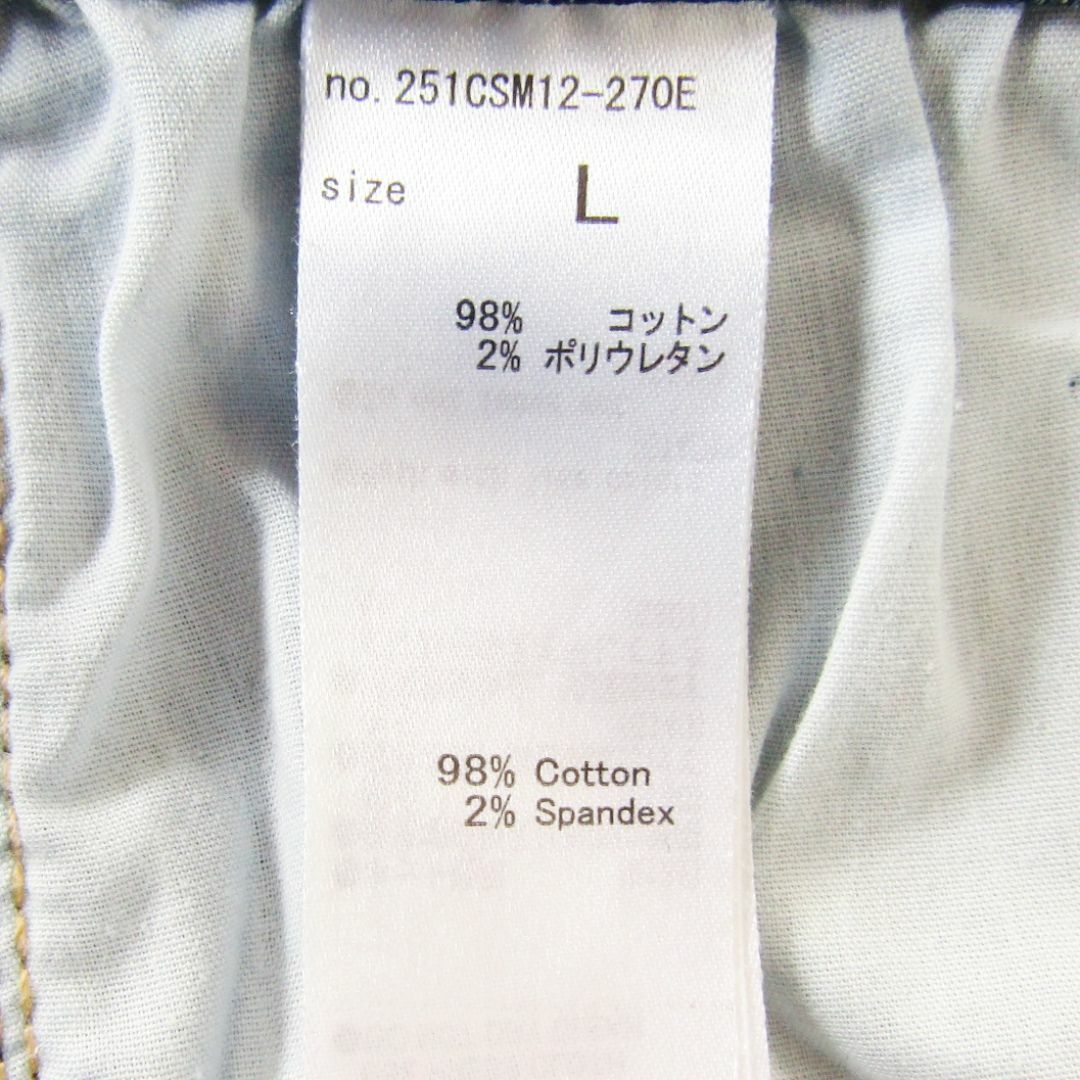 no. 251CSM12-270E
size L
98% コットン
2% ポリウレタン
98% Cotton
2% Spandex